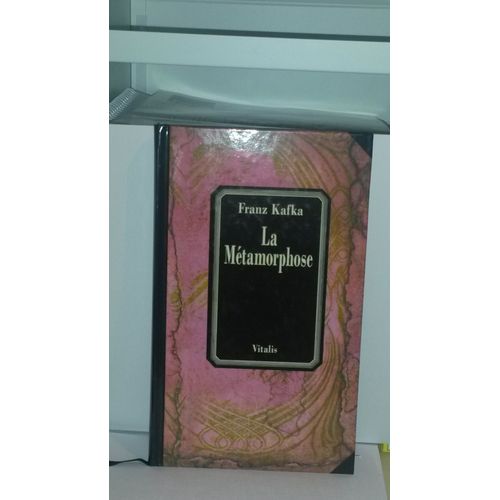 Franz Kafka
La
Métamorphose
Vitalis